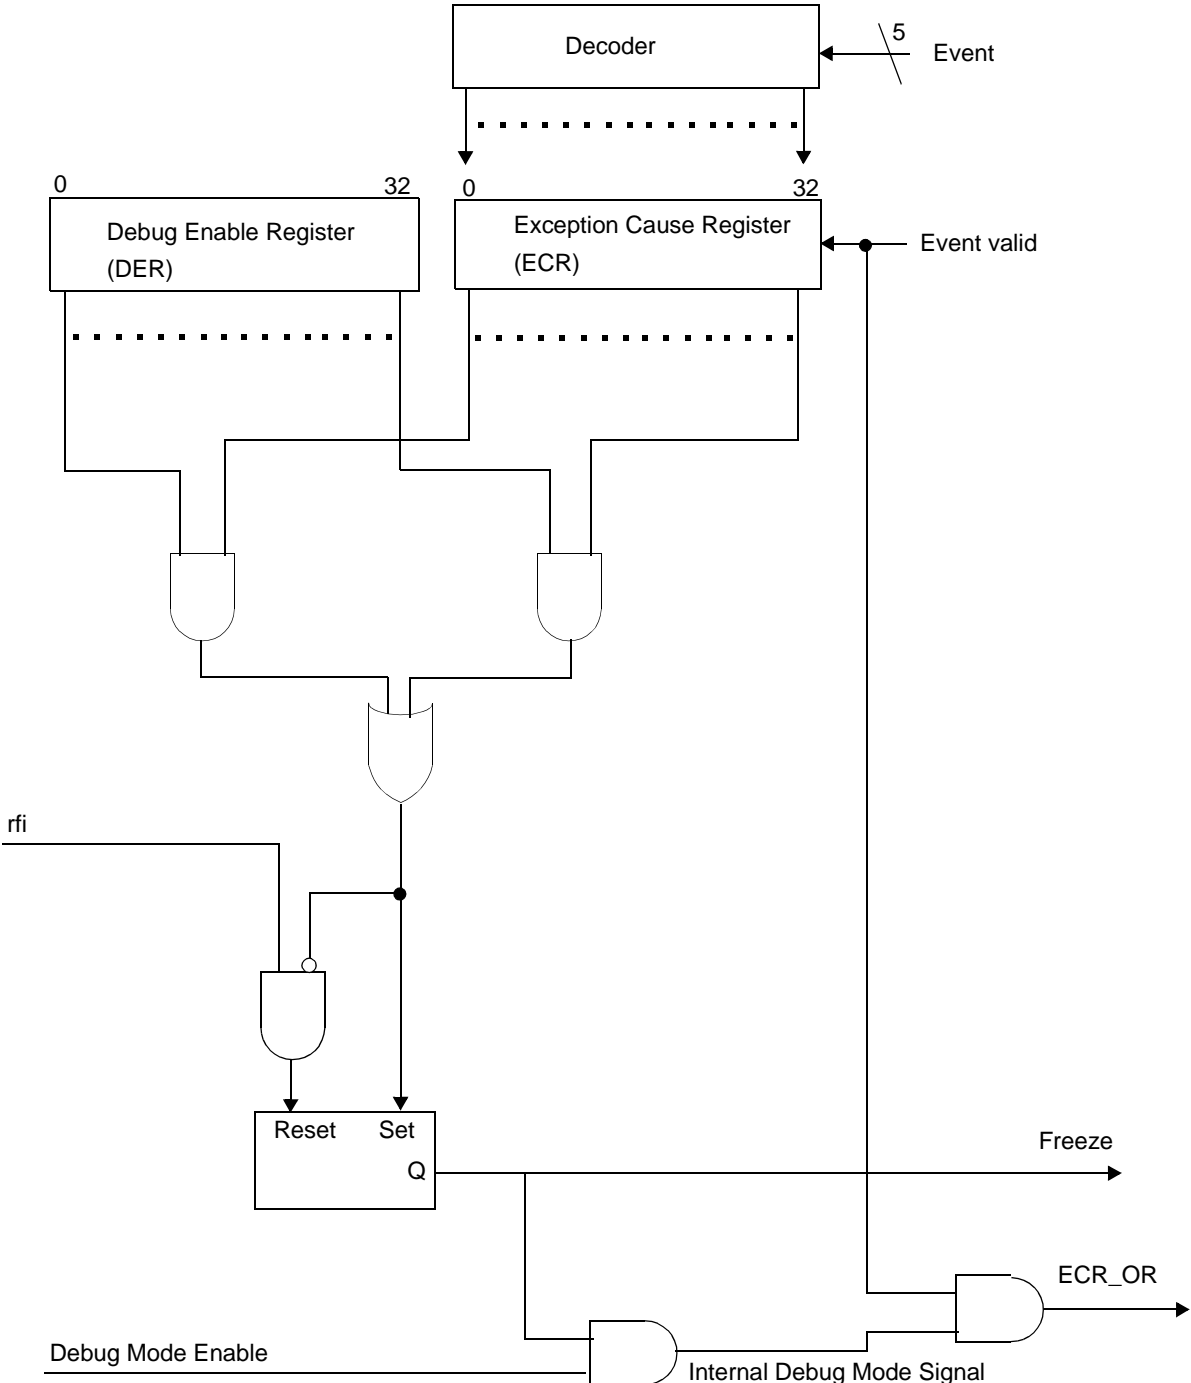 Decoder
5
Event
0
32
0
32
Debug Enable Register
(DER)
Exception Cause Register
(ECR)
Event valid
rfi
Reset
Set
Q
Freeze
ECR_OR
Debug Mode Enable
Internal Debug Mode Signal